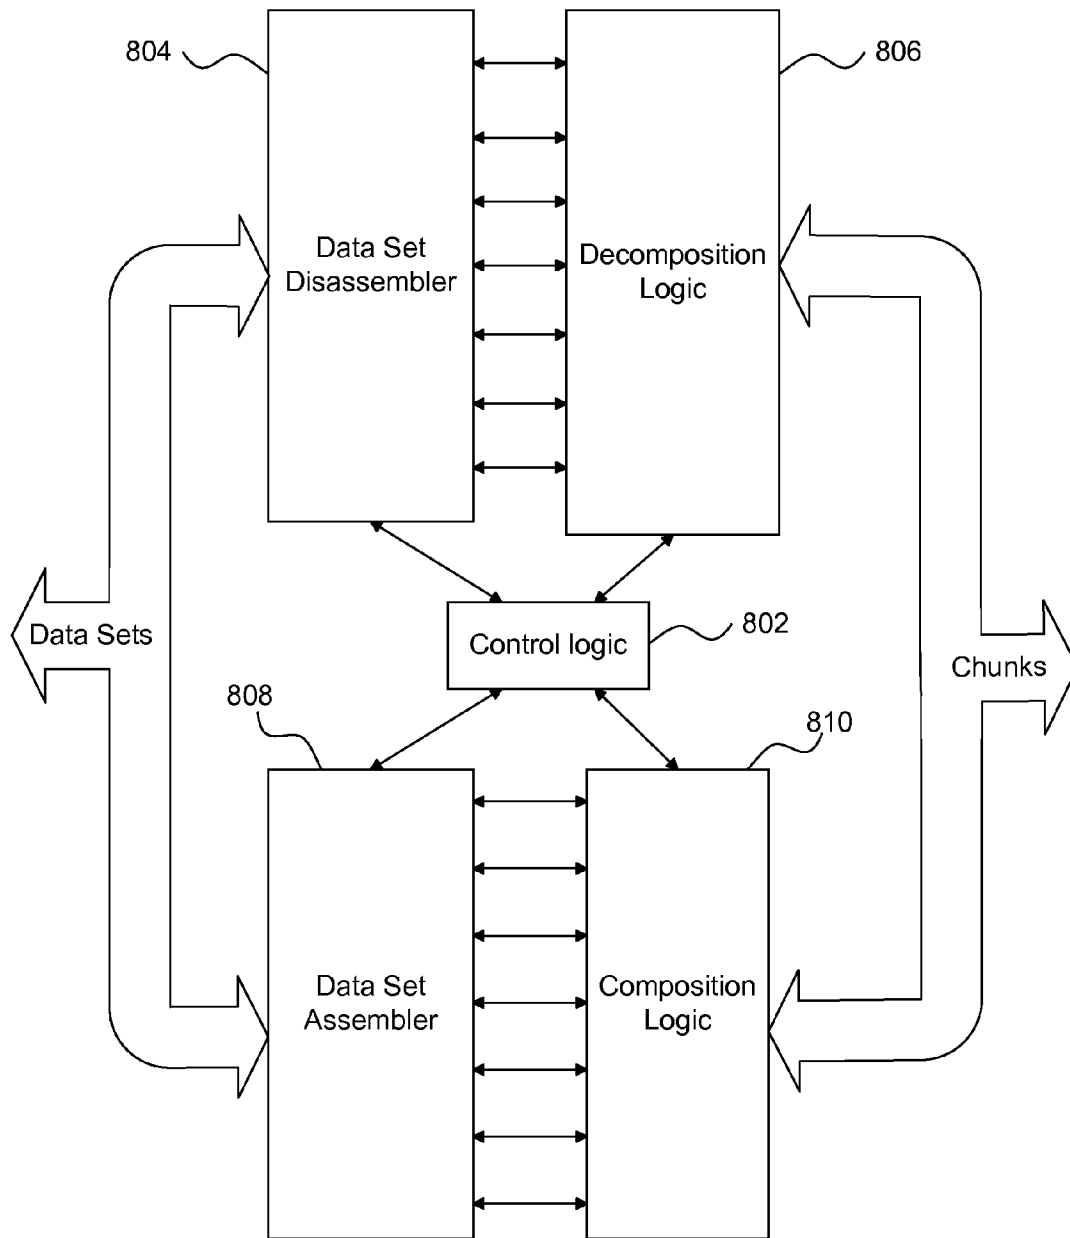 804
806
Data Set
Disassembler
Decomposition
Logic
Data Sets
Control logic
802
Chunks
808
810
Data Set
Assembler
Composition
Logic